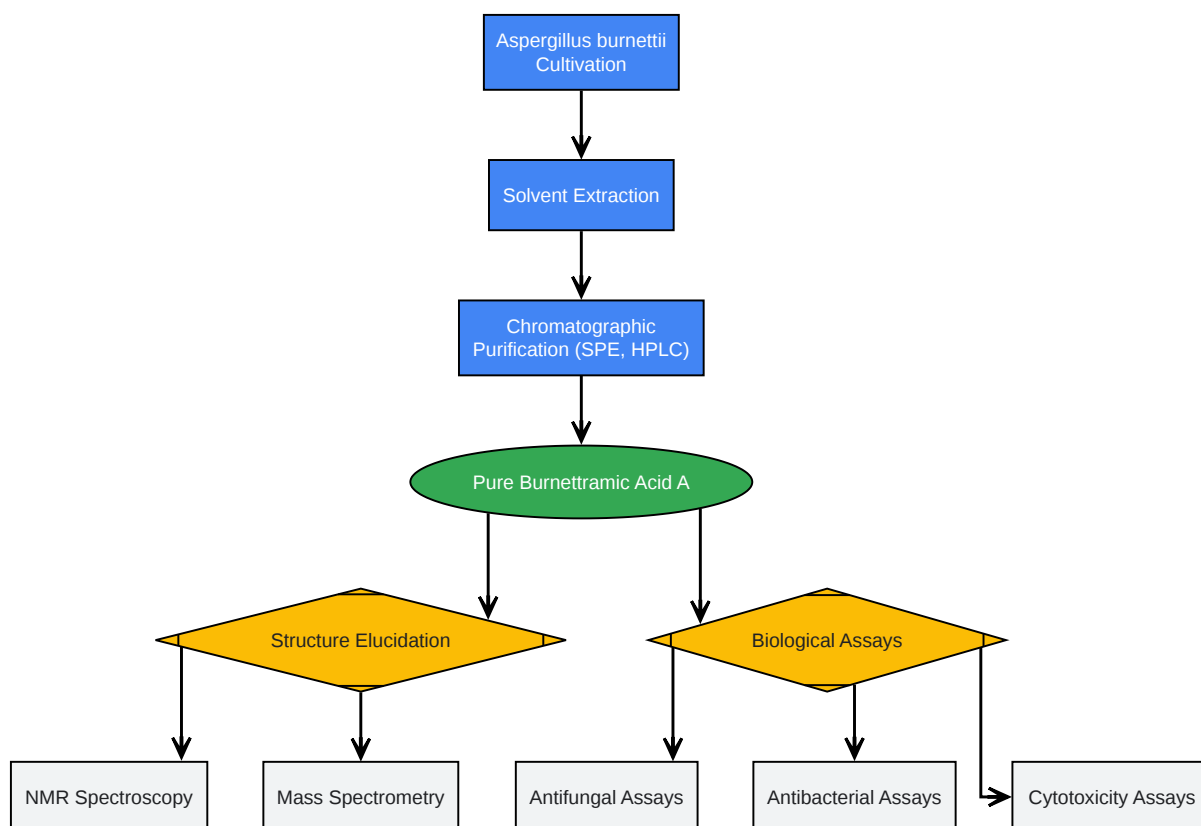 Aspergillus burnettii
Cultivation
Solvent Extraction
Chromatographic
Purification (SPE, HPLC)
Pure Burnettramic Acid A
Structure Elucidation
Biological Assays
NMR Spectroscopy
Mass Spectrometry
Antifungal Assays
Antibacterial Assays
Cytotoxicity Assays